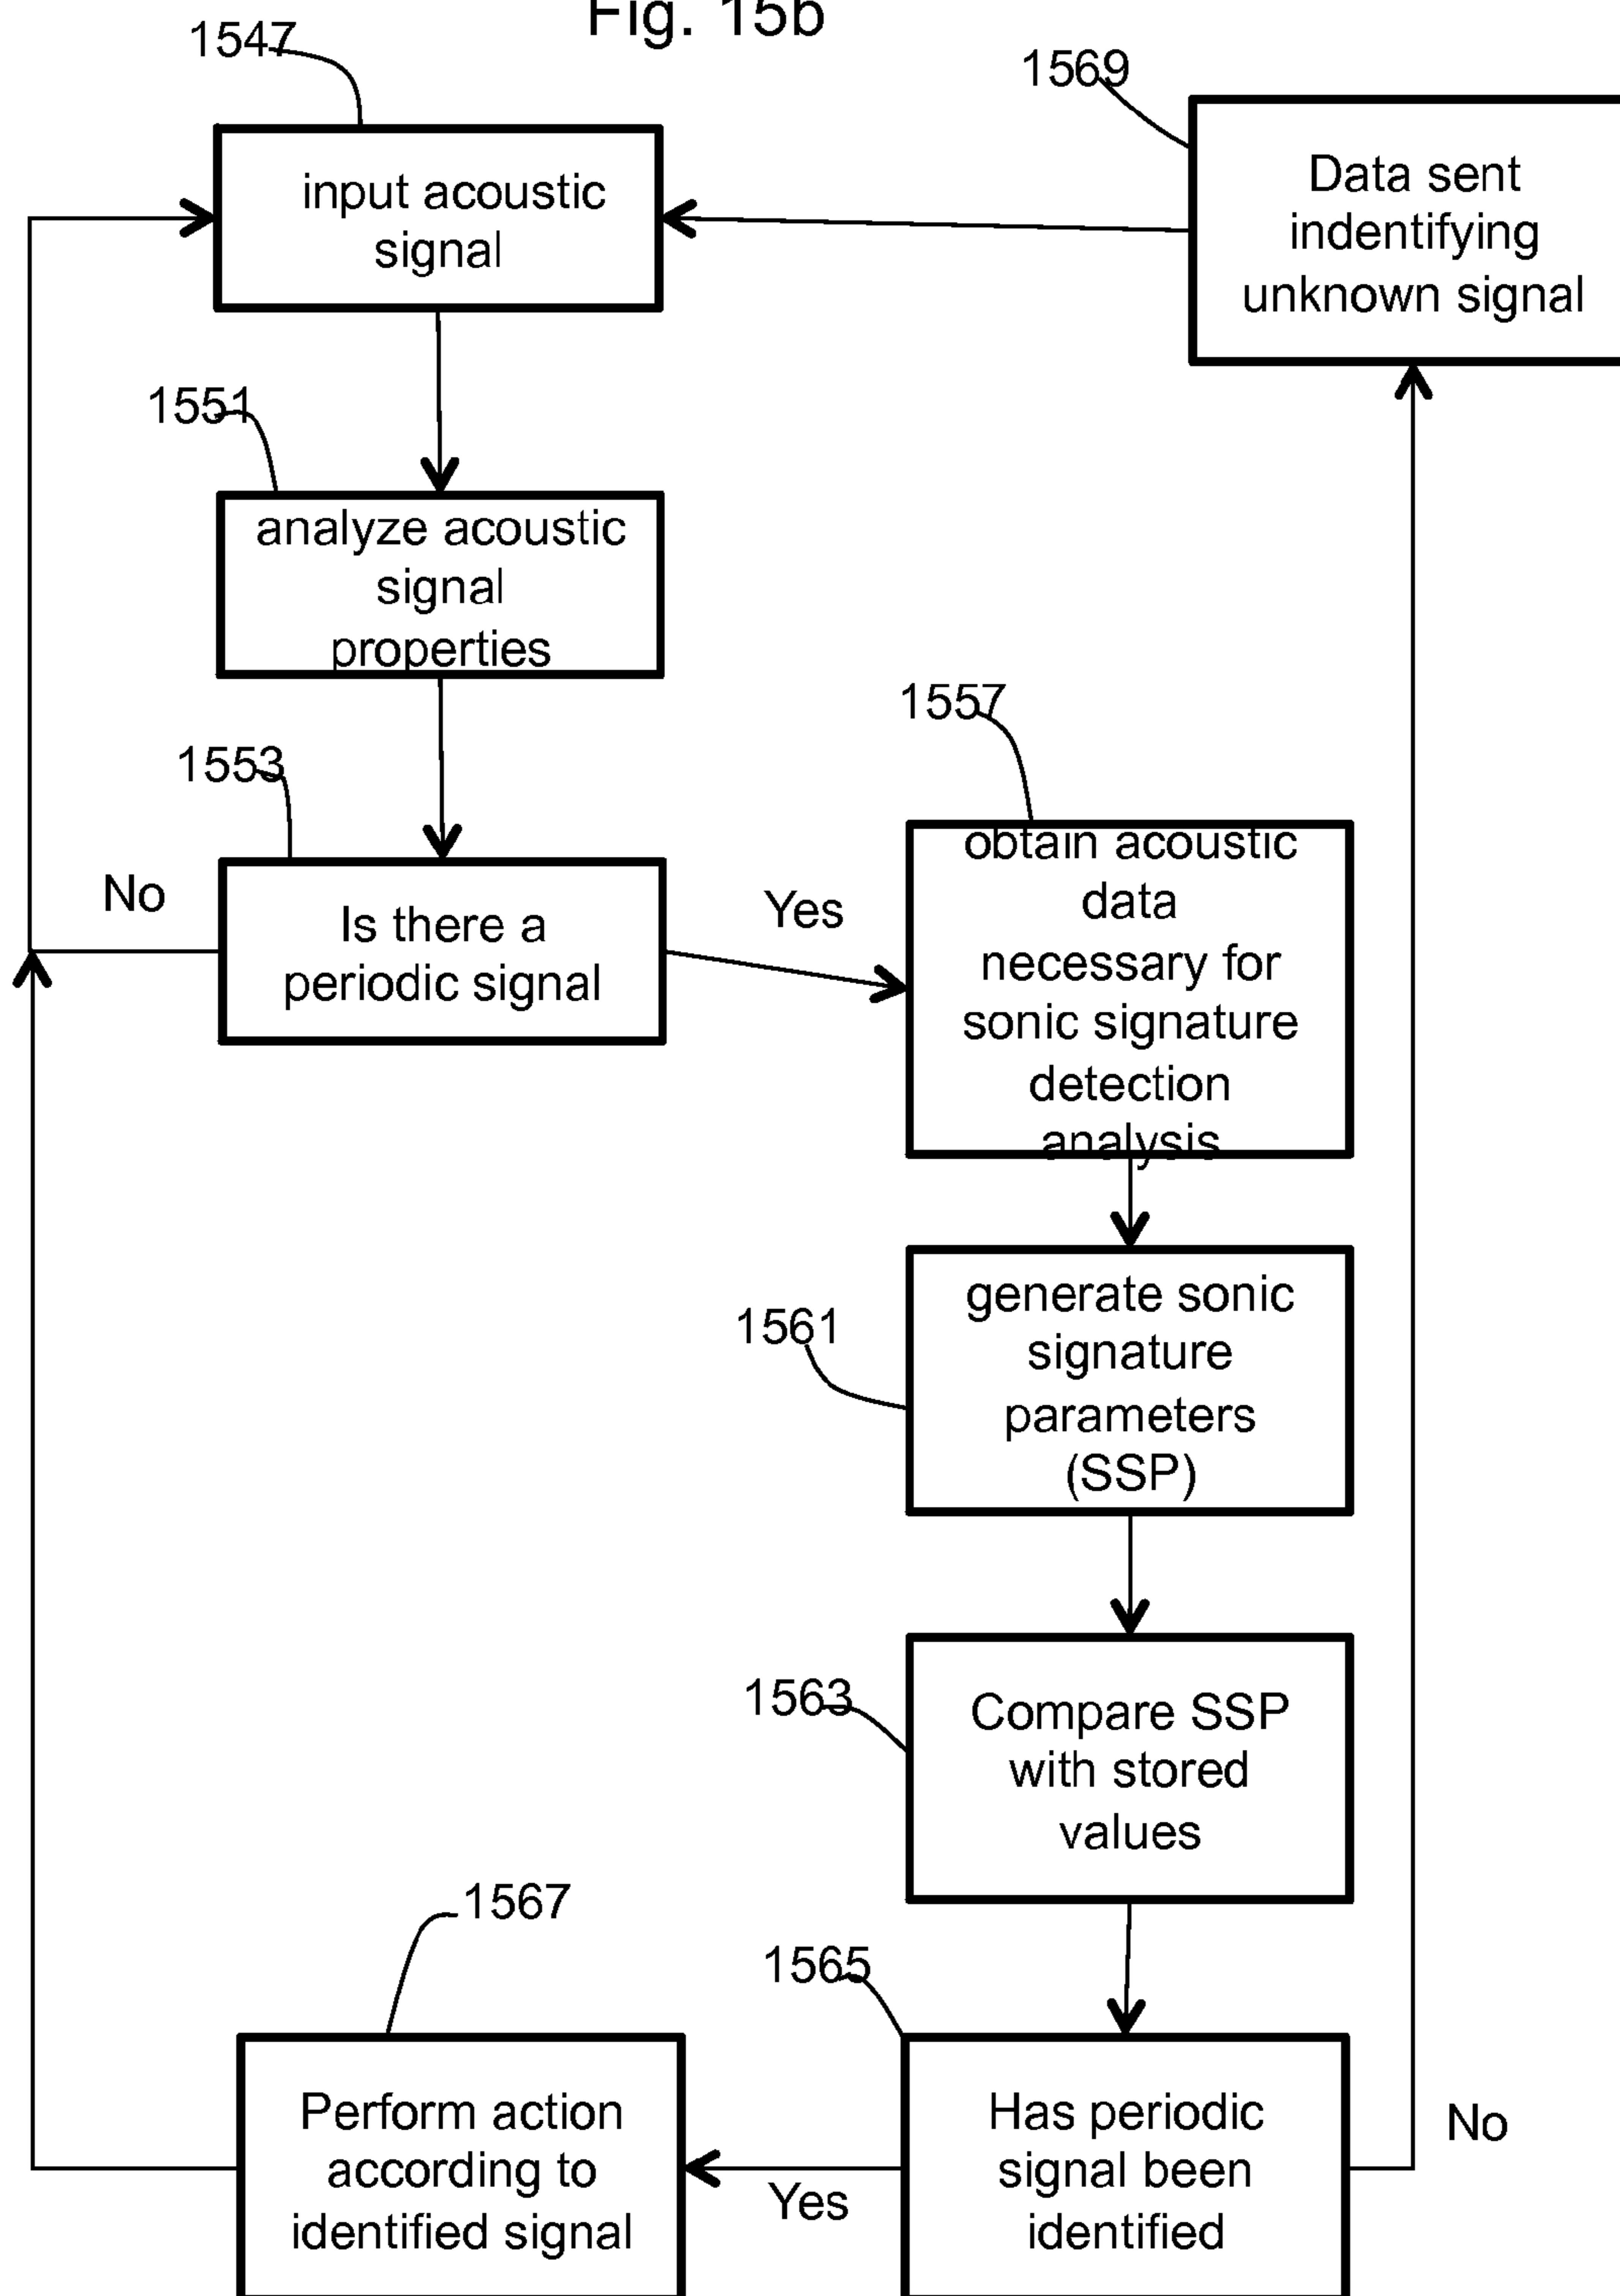 Fig. 15b
1547
1569
input acoustic
signal
Data sent
indentifying
unknown signal
1551
analyze acoustic
signal
properties
1557
1553
No
Is there a
periodic signal
Yes
obtain acoustic
data
necessary for
sonic signature
detection
analysis
1561
generate sonic
signature
parameters
(SSP)
1563
Compare SSP
with stored
values
1567
1565
Perform action
according to
identified signal
Yes
Has periodic
signal been
identified
No